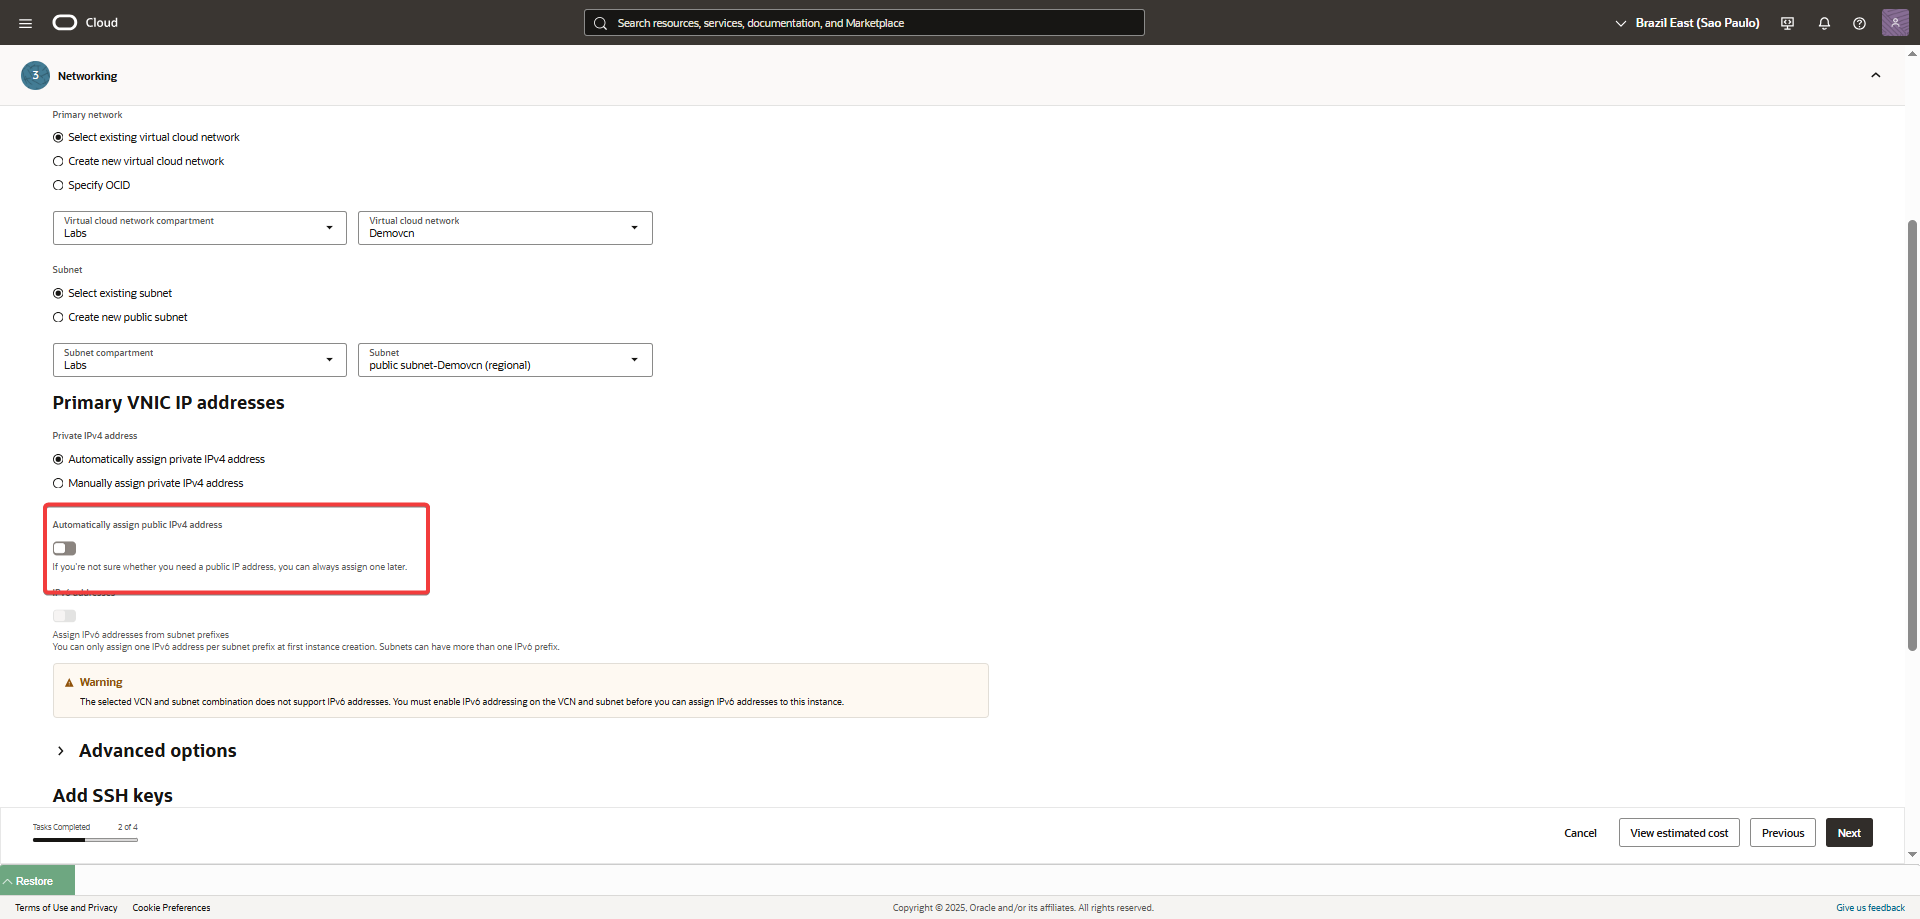 Cloud
Search resources, services, documentation, and Marketplace
Brazil East (Sao Paulo)
3
Networking
Primary network
Select existing virtual cloud network
Create new virtual cloud network
Specify OCID
Virtual cloud network compartment
Labs
Virtual cloud network
Demovcn
Subnet
Select existing subnet
Create new public subnet
Subnet compartment
Labs
Subnet
public subnet-Demovcn (regional)
Primary VNIC IP addresses
Private IPv4 address
Automatically assign private IPv4 address
Manually assign private IPv4 address
Automatically assign public IPv4 address
If you're not sure whether you need a public IP address, you can always assign one later.
IPv6 addresses
Assign IPv6 addresses from subnet prefixes
You can only assign one IPv6 address per subnet prefix at first instance creation. Subnets can have more than one IPv6 prefix.
Warning
The selected VCN and subnet combination does not support IPv6 addresses. You must enable IPv6 addressing on the VCN and subnet before you can assign IPv6 addresses to this instance.
Advanced options
Add SSH keys
Tasks Completed
2 of 4
Cancel
View estimated cost
Previous
Next
Restore
Terms of Use and Privacy
Cookie Preferences
Copyright © 2025, Oracle and/or its affiliates. All rights reserved.
Give us feedback